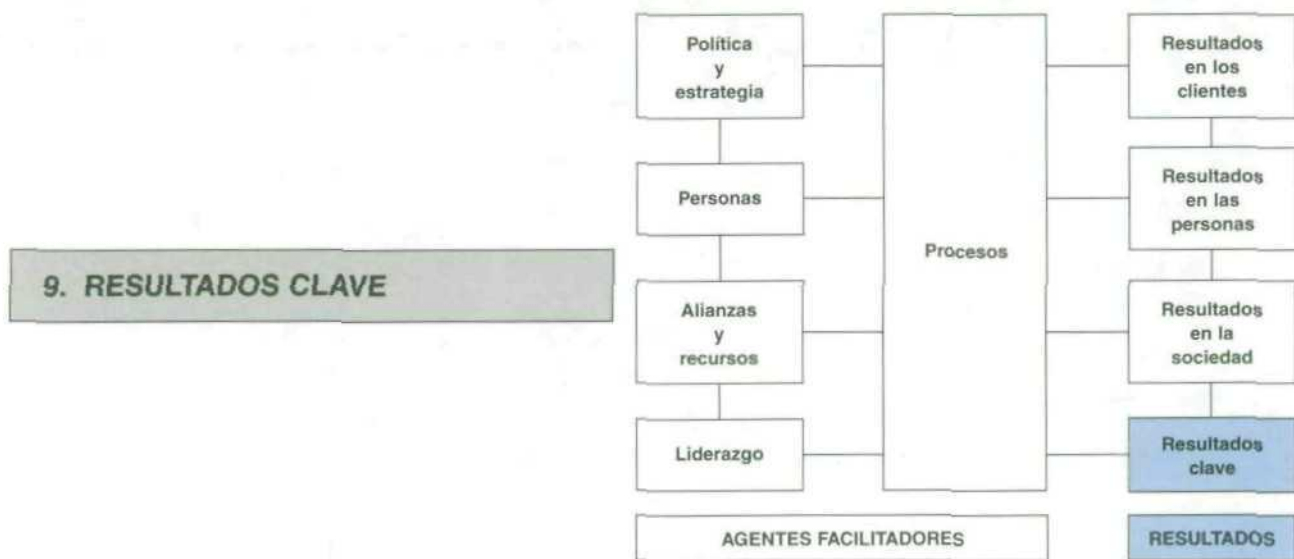 9. RESULTADOS CLAVE
Política
y
estrategia
Personas
Alianzas
y
recursos
Liderazgo
Procesos
Resultados
en los
clientes
Resultados
en las
personas
Resultados
en la
sociedad
Resultados
clave
AGENTES FACILITADORES
RESULTADOS